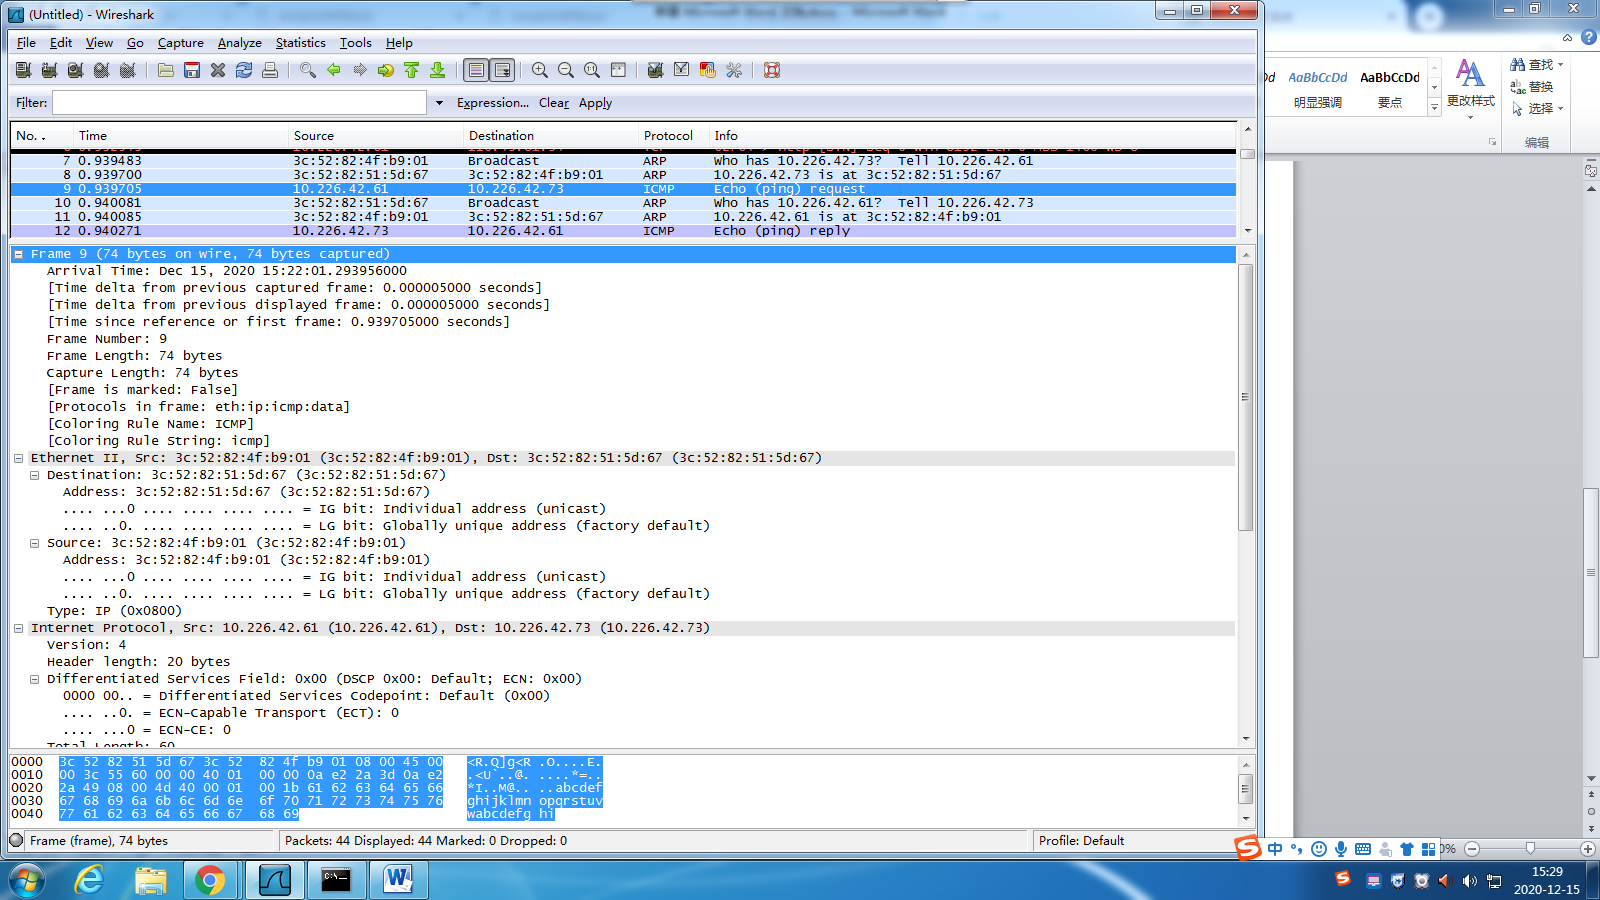 (Untitled) - Wireshark
File Edit View Go Capture Analyze Statistics Tools Help
Filter: Expression... Clear Apply
No. . Time Source Destination Protocol Info
7 0.939483 3c:52:82:4f:b9:01 Broadcast ARP Who has 10.226.42.73? Tell 10.226.42.61
8 0.939700 3c:52:82:51:5d:67 3c:52:82:4f:b9:01 ARP 10.226.42.73 is at 3c:52:82:51:5d:67
9 0.939705 10.226.42.61 10.226.42.73 ICMP Echo (ping) request
10 0.940081 3c:52:82:51:5d:67 Broadcast ARP Who has 10.226.42.61? Tell 10.226.42.73
11 0.940085 3c:52:82:4f:b9:01 3c:52:82:51:5d:67 ARP 10.226.42.61 is at 3c:52:82:4f:b9:01
12 0.940271 10.226.42.73 10.226.42.61 ICMP Echo (ping) reply
Frame 9 (74 bytes on wire, 74 bytes captured)
Arrival Time: Dec 15, 2020 15:22:01.293956000
[Time delta from previous captured frame: 0.000005000 seconds]
[Time delta from previous displayed frame: 0.000005000 seconds]
[Time since reference or first frame: 0.939705000 seconds]
Frame Number: 9
Frame Length: 74 bytes
Capture Length: 74 bytes
[Frame is marked: False]
[Protocols in frame: eth:ip:icmp:data]
[Coloring Rule Name: ICMP]
[Coloring Rule String: icmp]
Ethernet II, Src: 3c:52:82:4f:b9:01 (3c:52:82:4f:b9:01), Dst: 3c:52:82:51:5d:67 (3c:52:82:51:5d:67)
Destination: 3c:52:82:51:5d:67 (3c:52:82:51:5d:67)
Address: 3c:52:82:51:5d:67 (3c:52:82:51:5d:67)
.... ...0 .... .... .... .... = IG bit: Individual address (unicast)
.... ..0. .... .... .... .... = LG bit: Globally unique address (factory default)
Source: 3c:52:82:4f:b9:01 (3c:52:82:4f:b9:01)
Address: 3c:52:82:4f:b9:01 (3c:52:82:4f:b9:01)
.... ...0 .... .... .... .... = IG bit: Individual address (unicast)
.... ..0. .... .... .... .... = LG bit: Globally unique address (factory default)
Type: IP (0x0800)
Internet Protocol, Src: 10.226.42.61 (10.226.42.61), Dst: 10.226.42.73 (10.226.42.73)
Version: 4
Header length: 20 bytes
Differentiated Services Field: 0x00 (DSCP 0x00: Default; ECN: 0x00)
0000 00.. = Differentiated Services Codepoint: Default (0x00)
.... ..0. = ECN-Capable Transport (ECT): 0
.... ...0 = ECN-CE: 0
Total Length: 60
0000 3c 52 82 51 5d 67 3c 52 82 4f b9 01 08 00 45 00 <R.Q]g<R .O....E.
0010 00 3c 55 60 00 00 40 01 00 00 0a e2 2a 3d 0a e2 .<U`..@. ....*=..
0020 2a 49 08 00 4d 40 00 01 00 1b 61 62 63 64 65 66 *I..M@.. ..abcdef
0030 67 68 69 6a 6b 6c 6d 6e 6f 70 71 72 73 74 75 76 ghijklmn opqrstuv
0040 77 61 62 63 64 65 66 67 68 69 wabcdefg hi
Frame (frame), 74 bytes Packets: 44 Displayed: 44 Marked: 0 Dropped: 0 Profile: Default
AaBbCcDd AaBbCcDd
明显强调 要点
更改样式
查找
替换
选择
编辑
中
0%
15:29
2020-12-15